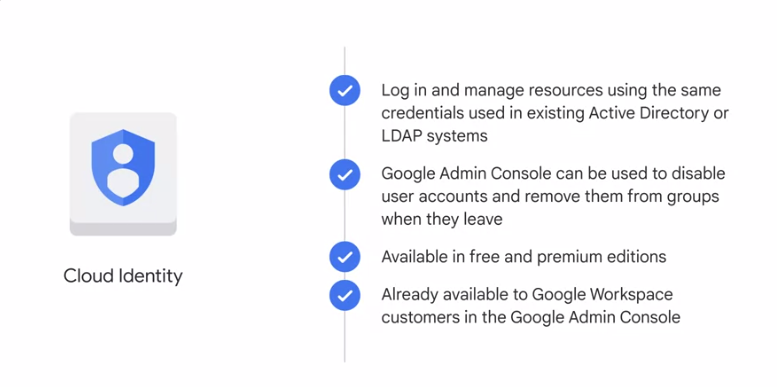 Cloud Identity
Log in and manage resources using the same
credentials used in existing Active Directory or
LDAP systems
Google Admin Console can be used to disable
user accounts and remove them from groups
when they leave
Available in free and premium editions
Already available to Google Workspace
customers in the Google Admin Console